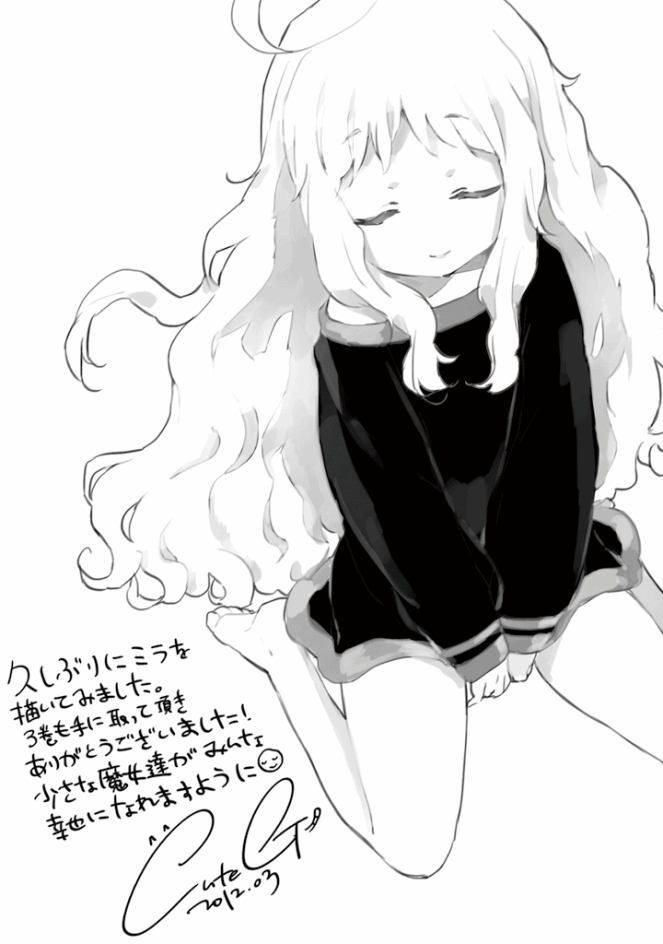 久しぶりにミラを
描いてみました。
3巻も手に取って頂き
ありがとうございました!
少さな魔女達がみんな
幸せになれますように
Cute G
2012.03